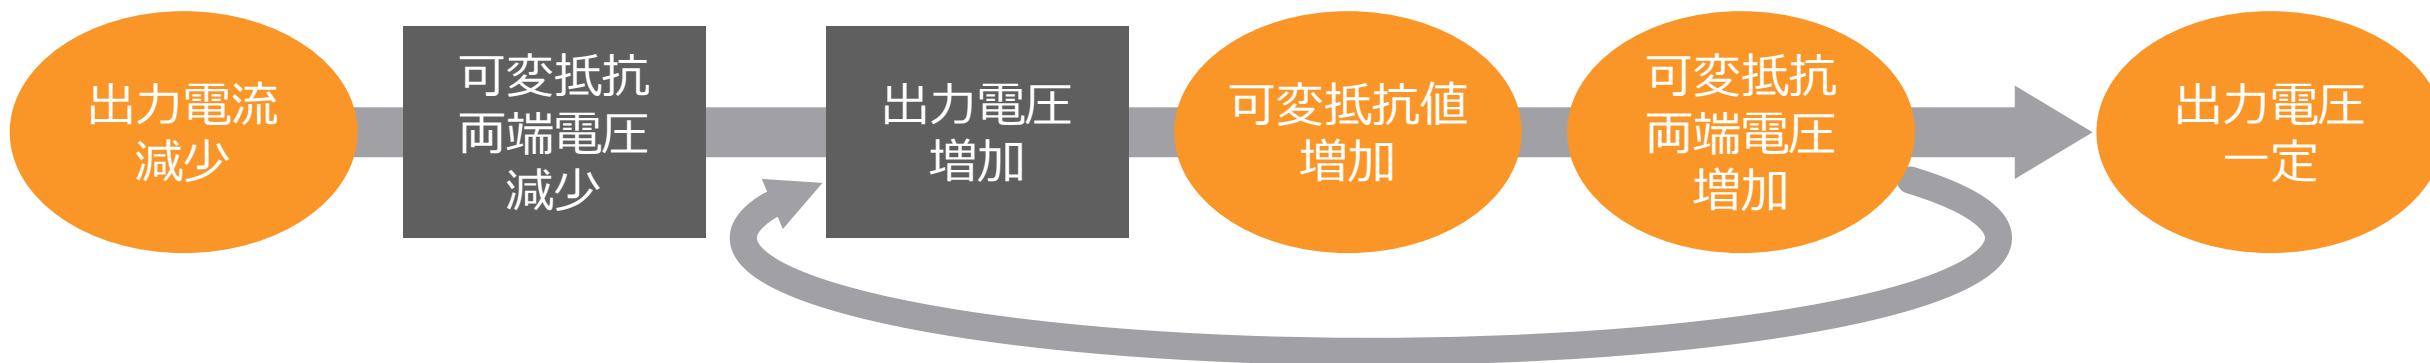 出力電流
減少
可変抵抗
両端電圧
減少
出力電圧
増加
可変抵抗値
増加
可変抵抗
両端電圧
増加
出力電圧
一定